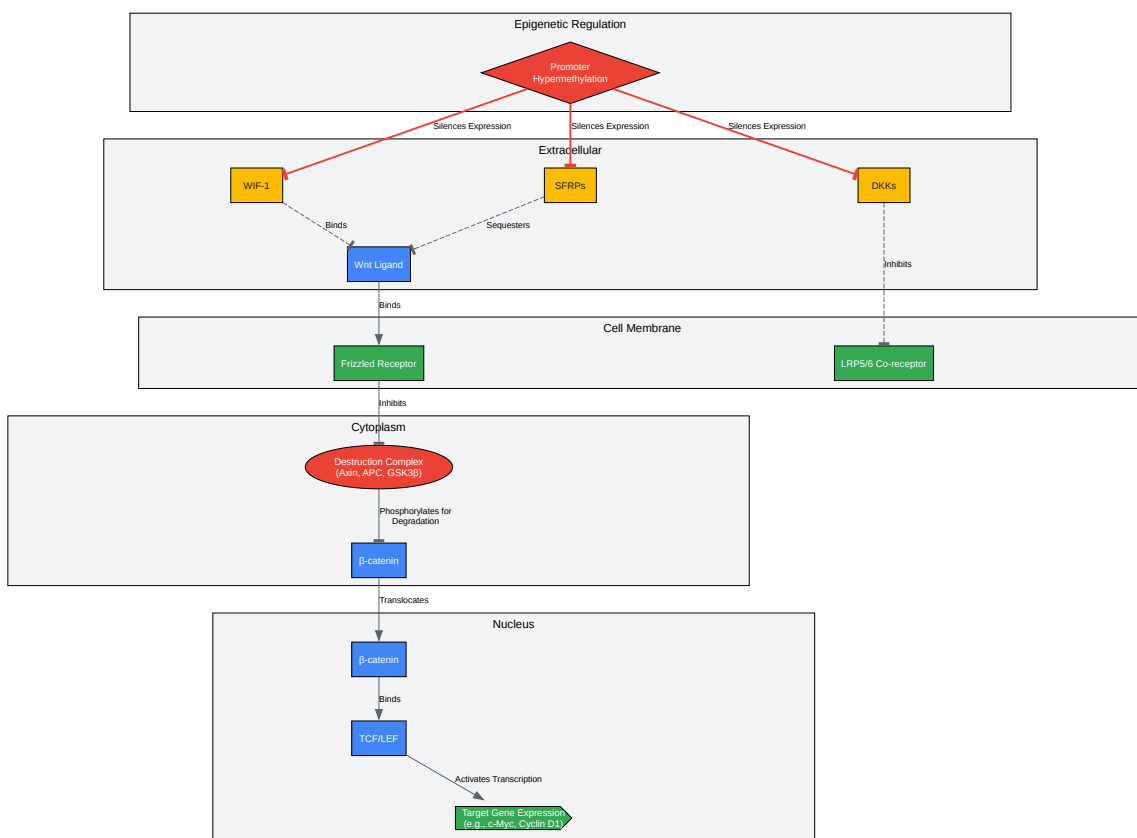 Epigenetic Regulation
Promoter
Hypermethylation
Silences Expression
Silences Expression
Silences Expression
Extracellular
WIF-1
SFRPs
DKKs
Binds
Sequesters
Wnt Ligand
Inhibits
Binds
Cell Membrane
Frizzled Receptor
LRP5/6 Co-receptor
Inhibits
Cytoplasm
Destruction Complex
(Axin, APC, GSK3β)
Phosphorylates for
Degradation
β-catenin
Translocates
Nucleus
β-catenin
Binds
TCF/LEF
Activates Transcription
Target Gene Expression
(e.g., c-Myc, Cyclin D1)